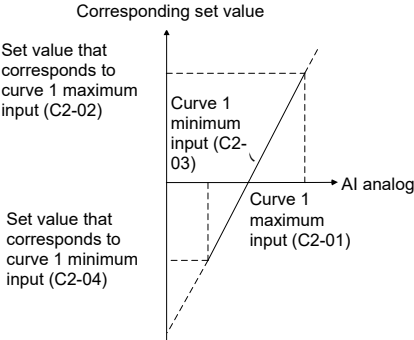 Corresponding set value
Set value that
corresponds to
curve 1 maximum
input (C2-02)
Curve 1
minimum
input (C2-
03)
AI analog
Curve 1
maximum
input (C2-01)
Set value that
corresponds to
curve 1 minimum
input (C2-04)